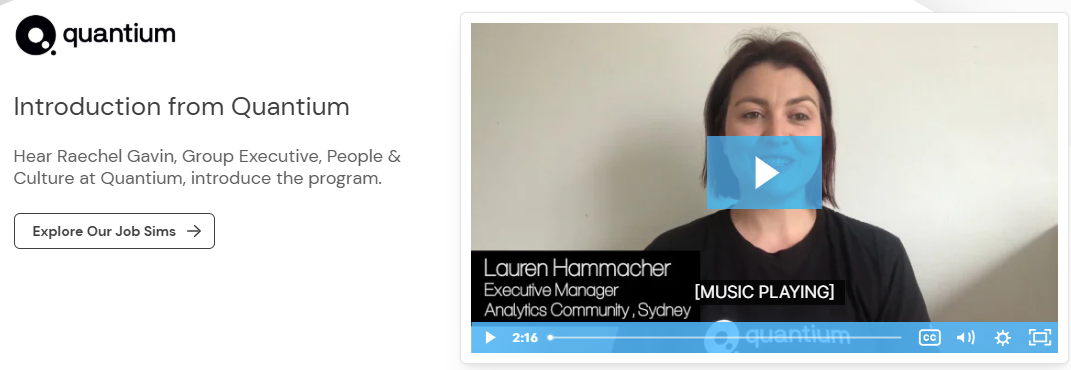 quantium
Introduction from Quantium
Hear Raechel Gavin, Group Executive, People &
Culture at Quantium, introduce the program.
Explore Our Job Sims
Lauren Hammacher
Executive Manager
Analytics Community , Sydney
[MUSIC PLAYING]
quantium
2:16
CC